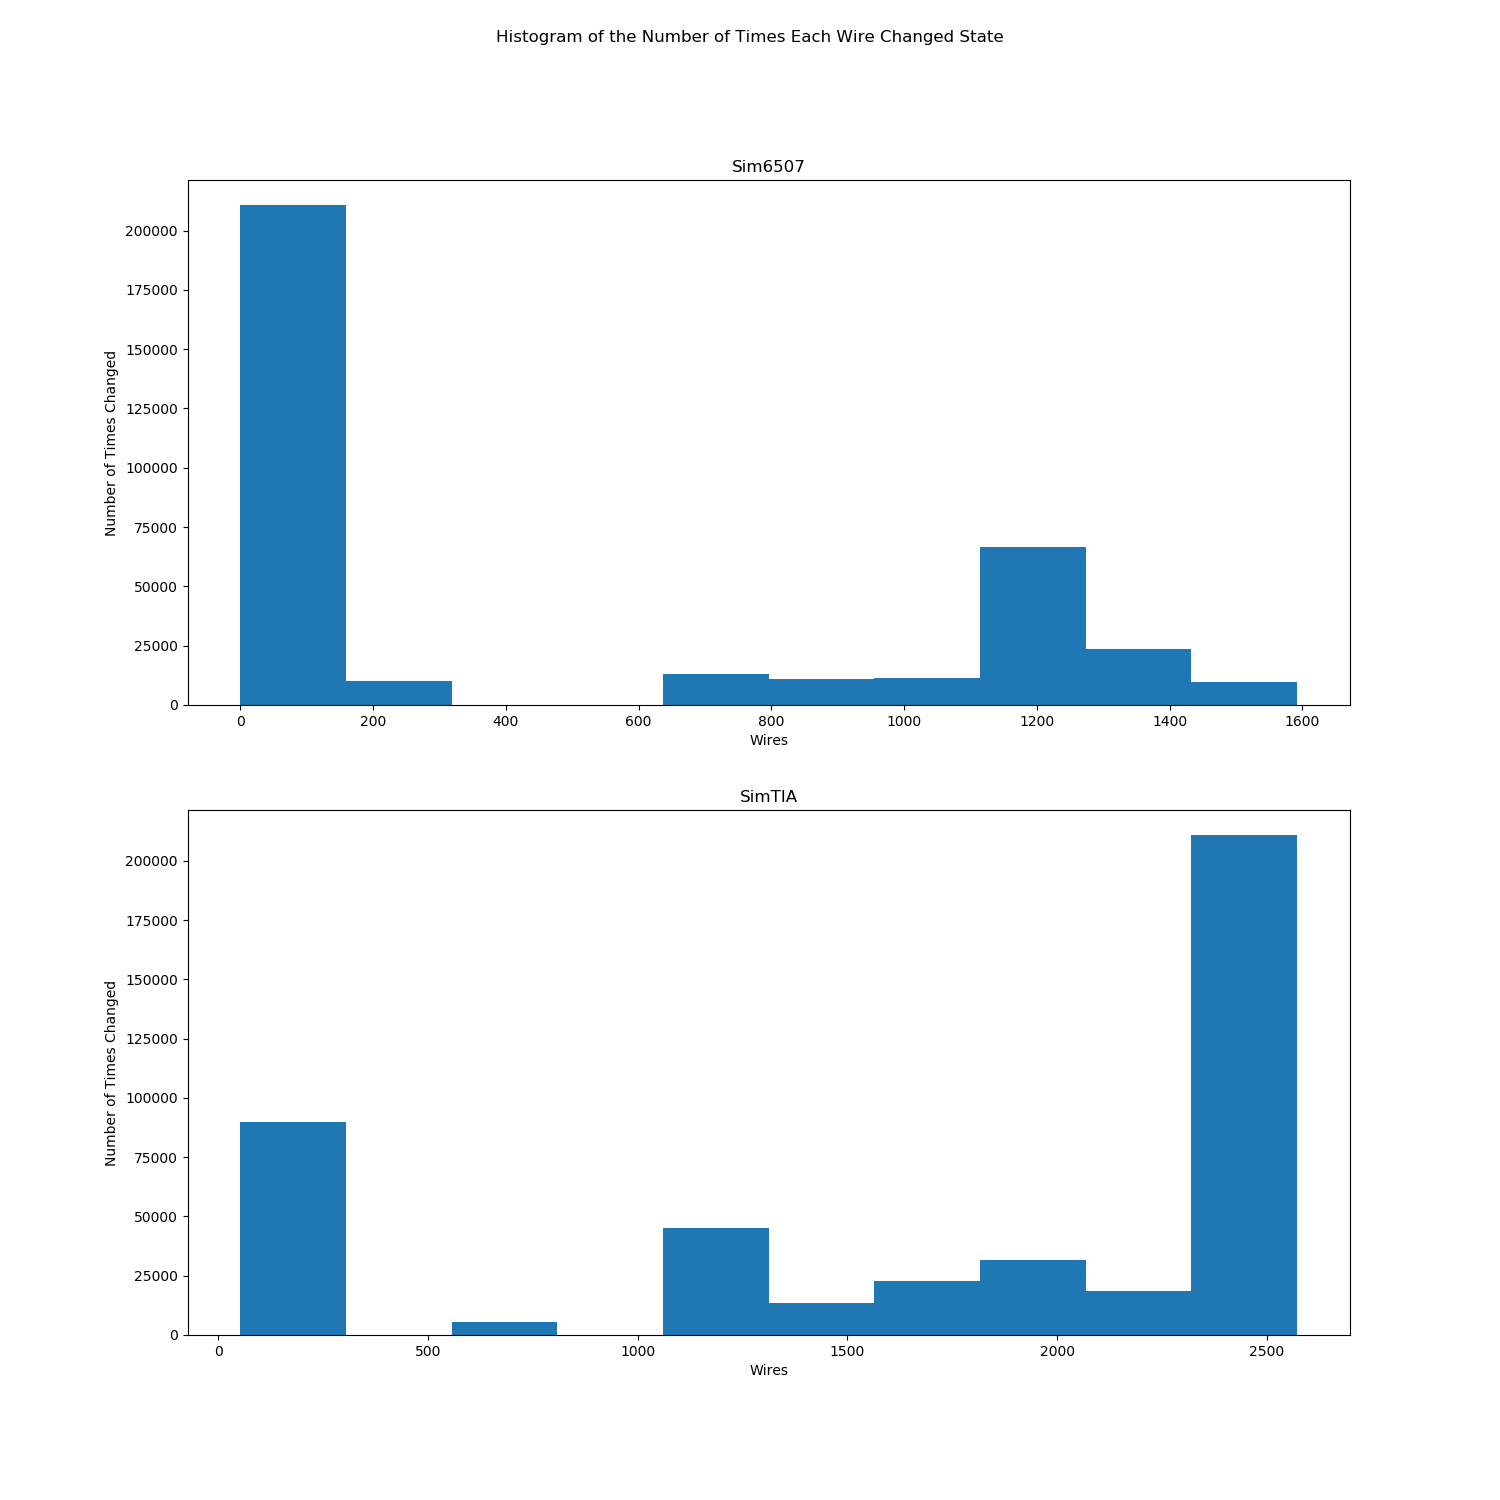 Histogram of the Number of Times Each Wire Changed State
Sim6507
200000
175000
150000
125000
100000
75000
50000
25000
0
Number of Times Changed
0 200 400 600 800 1000 1200 1400 1600
Wires
SimTIA
200000
175000
150000
125000
100000
75000
50000
25000
0
Number of Times Changed
0 500 1000 1500 2000 2500
Wires